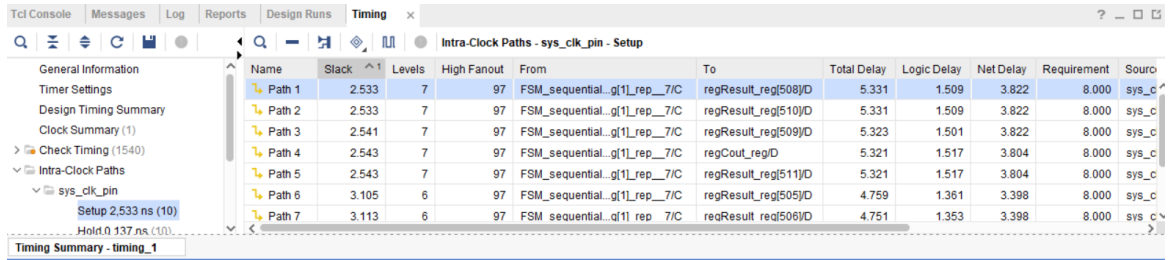 Tcl Console Messages Log Reports Design Runs Timing × ?
Intra-Clock Paths - sys_clk_pin - Setup
General Information
Timer Settings
Design Timing Summary
Clock Summary (1)
Check Timing (1540)
Intra-Clock Paths
sys_clk_pin
Setup 2,533 ns (10)
Hold 0,137 ns (10)
Name Slack ^1 Levels High Fanout From To Total Delay Logic Delay Net Delay Requirement Sourc
Path 1 2.533 7 97 FSM_sequential...g[1]_rep__7/C regResult_reg[508]/D 5.331 1.509 3.822 8.000 sys_c
Path 2 2.533 7 97 FSM_sequential...g[1]_rep__7/C regResult_reg[510]/D 5.331 1.509 3.822 8.000 sys_c
Path 3 2.541 7 97 FSM_sequential...g[1]_rep__7/C regResult_reg[509]/D 5.323 1.501 3.822 8.000 sys_c
Path 4 2.543 7 97 FSM_sequential...g[1]_rep__7/C regCout_reg/D 5.321 1.517 3.804 8.000 sys_c
Path 5 2.543 7 97 FSM_sequential...g[1]_rep__7/C regResult_reg[511]/D 5.321 1.517 3.804 8.000 sys_c
Path 6 3.105 6 97 FSM_sequential...g[1]_rep__7/C regResult_reg[505]/D 4.759 1.361 3.398 8.000 sys_c
Path 7 3.113 6 97 FSM_sequential...g[1]_rep__7/C regResult_reg[506]/D 4.751 1.353 3.398 8.000 sys_c
Timing Summary - timing_1